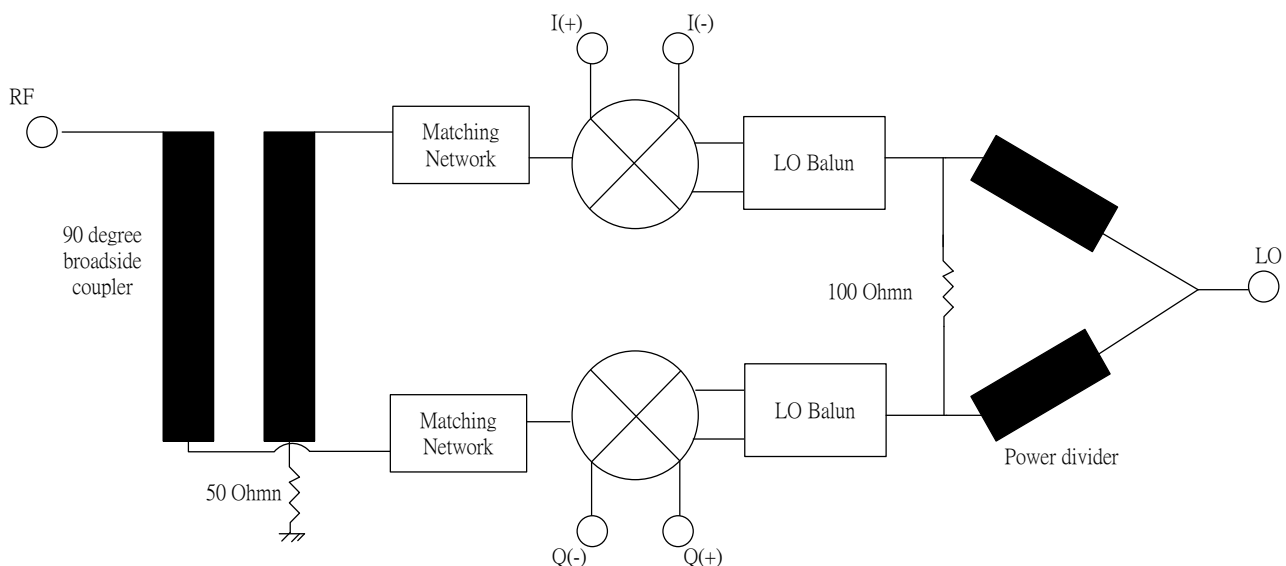 I(+)
I(-)
RF
Matching
Network
LO Balun
90 degree
broadside
coupler
LO
100 Ohmn
Matching
Network
LO Balun
Power divider
50 Ohmn
Q(-)
Q(+)